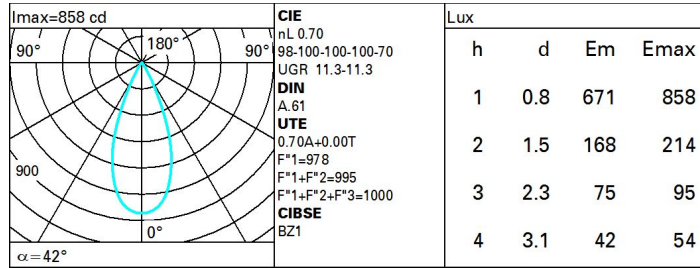 Imax=858 cd
90°
180°
90°
900
0°
α=42°
CIE
nL 0.70
98-100-100-100-70
UGR 11.3-11.3
DIN
A.61
UTE
0.70A+0.00T
F"1=978
F"1+F"2=995
F"1+F"2+F"3=1000
CIBSE
BZ1
Lux
h d Em Emax
1 0.8 671 858
2 1.5 168 214
3 2.3 75 95
4 3.1 42 54